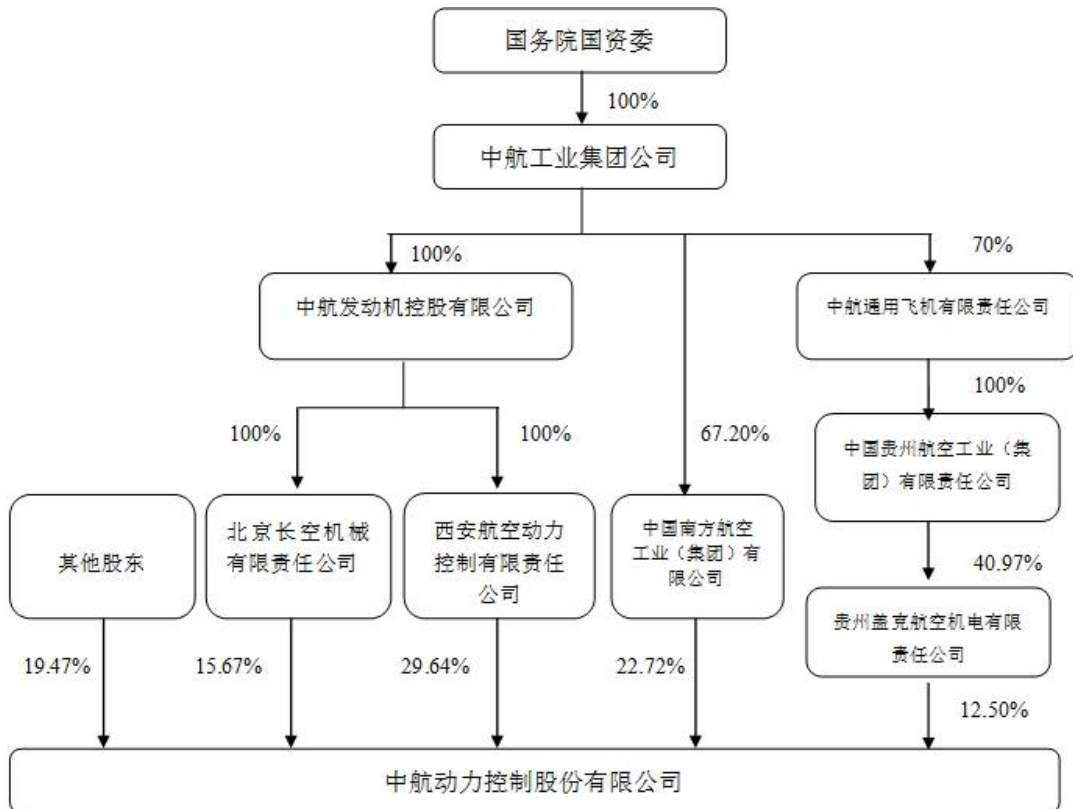 国务院国资委
100%
中航工业集团公司
100%
70%
中航发动机控股有限公司
中航通用飞机有限责任公司
100%
100%
100%
67.20%
中国贵州航空工业（集
团）有限责任公司
其他股东
北京长空机械
有限责任公司
西安航空动力
控制有限责任
公司
中国南方航空
工业（集团）有
限公司
40.97%
贵州盖克航空机电有限
责任公司
19.47%
15.67%
29.64%
22.72%
12.50%
中航动力控制股份有限公司